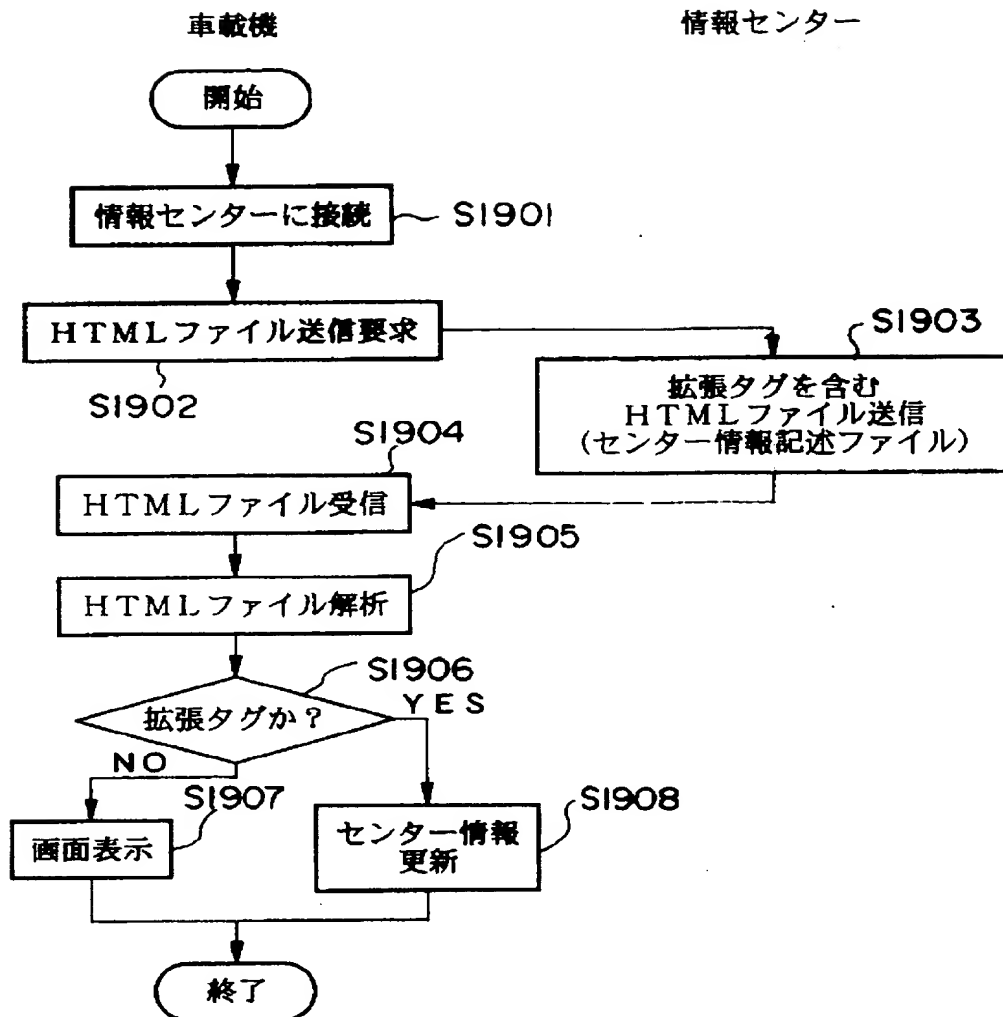 車載機
情報センター
開始
情報センターに接続
S1901
HTMLファイル送信要求
S1902
S1903
拡張タグを含む
HTMLファイル送信
(センター情報記述ファイル)
S1904
HTMLファイル受信
S1905
HTMLファイル解析
S1906
拡張タグか?
YES
NO
S1907
画面表示
S1908
センター情報
更新
終了